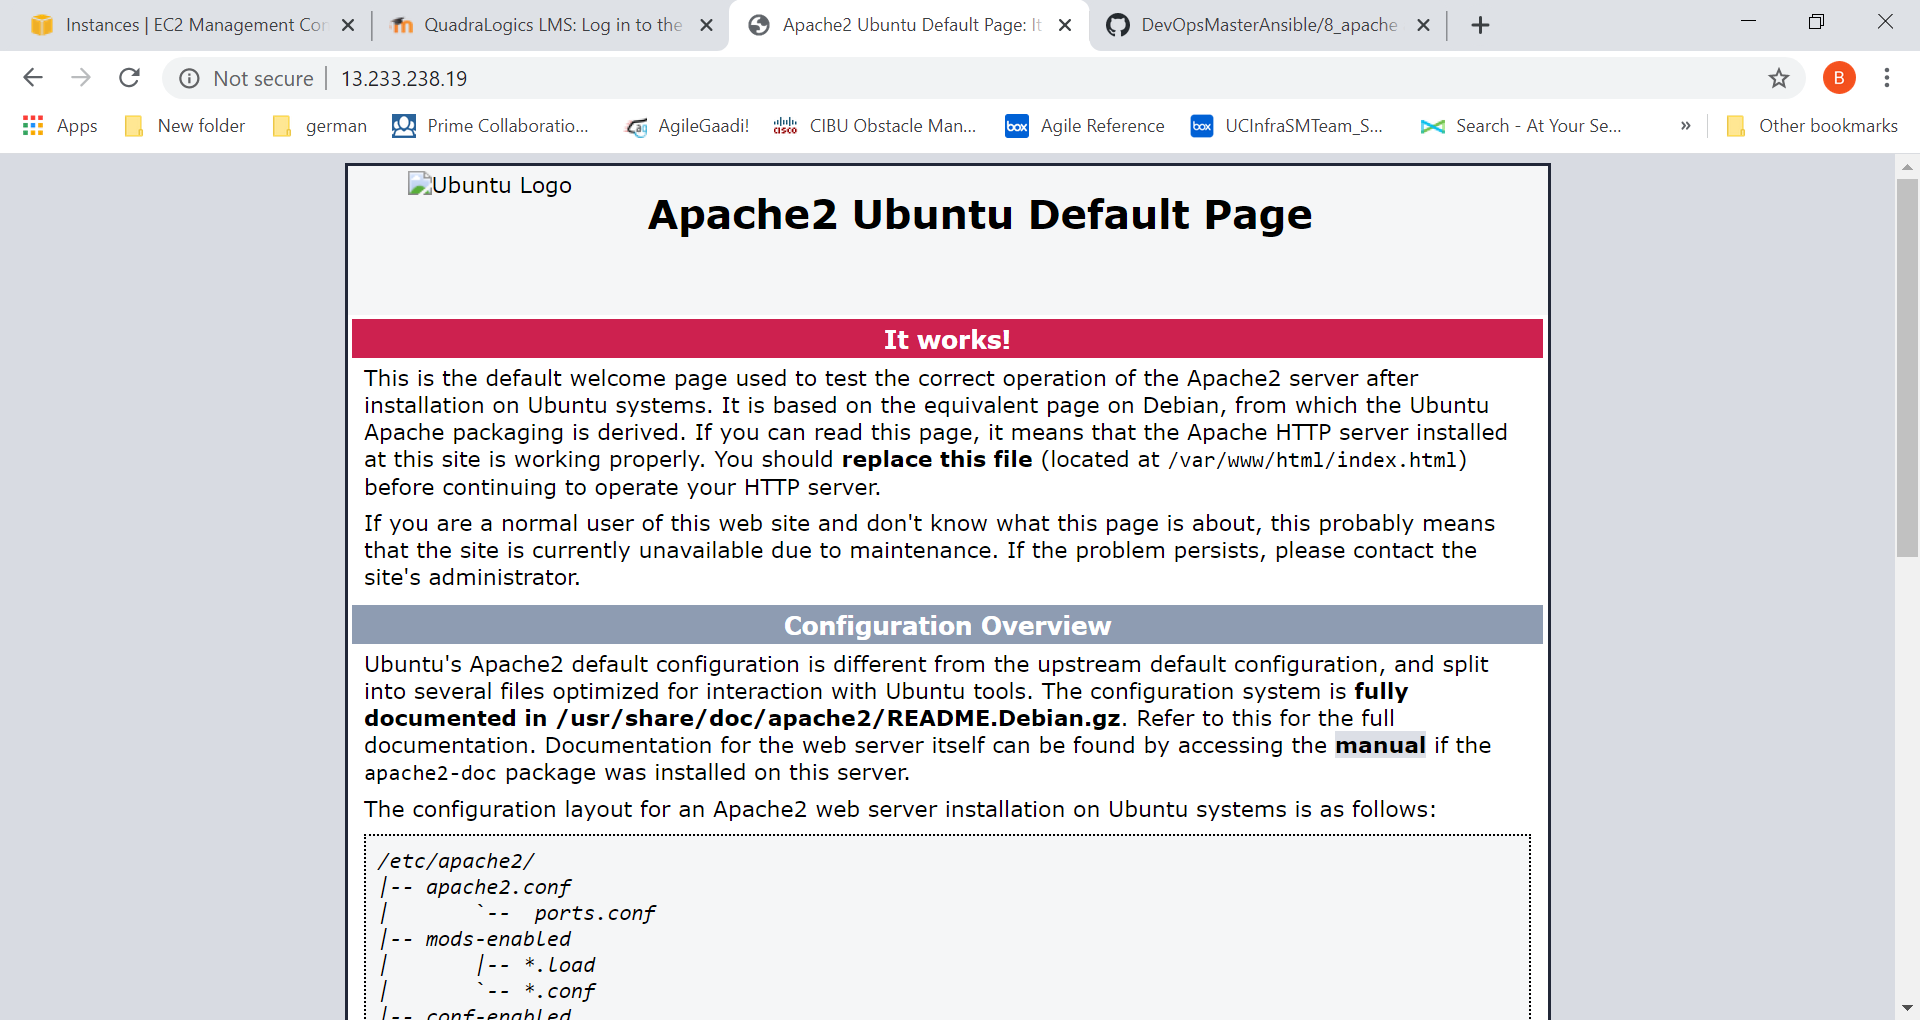 Instances | EC2 Management Con
QuadraLogics LMS: Log in to the
Apache2 Ubuntu Default Page: It
DevOpsMasterAnsible/8_apache
Not secure
13.233.238.19
B
Apps
New folder
german
Prime Collaboratio...
AgileGaadi!
CISCO
CIBU Obstacle Man...
box
Agile Reference
box
UCInfraSMTeam_S...
Search - At Your Se...
»
Other bookmarks
Ubuntu Logo
Apache2 Ubuntu Default Page
It works!
This is the default welcome page used to test the correct operation of the Apache2 server after
installation on Ubuntu systems. It is based on the equivalent page on Debian, from which the Ubuntu
Apache packaging is derived. If you can read this page, it means that the Apache HTTP server installed
at this site is working properly. You should replace this file (located at /var/www/html/index.html)
before continuing to operate your HTTP server.
If you are a normal user of this web site and don't know what this page is about, this probably means
that the site is currently unavailable due to maintenance. If the problem persists, please contact the
site's administrator.
Configuration Overview
Ubuntu's Apache2 default configuration is different from the upstream default configuration, and split
into several files optimized for interaction with Ubuntu tools. The configuration system is fully
documented in /usr/share/doc/apache2/README.Debian.gz. Refer to this for the full
documentation. Documentation for the web server itself can be found by accessing the manual if the
apache2-doc package was installed on this server.
The configuration layout for an Apache2 web server installation on Ubuntu systems is as follows:
/etc/apache2/
|-- apache2.conf
|       `--  ports.conf
|-- mods-enabled
|       |-- *.load
|       `-- *.conf
|-- conf-enabled